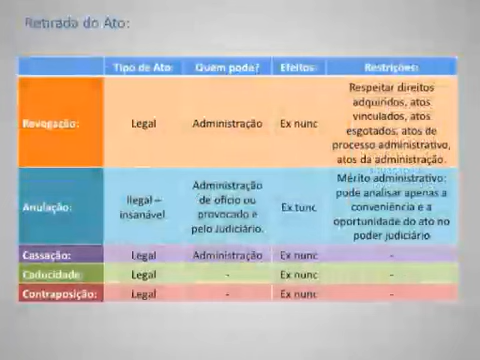 Retirada do Ato:
Tipo de Ato: Quem pode? Efeitos: Restrições:
Revogação: Legal Administração Ex nunc Respeitar direitos
adquiridos, atos
vinculados, atos
esgotados, atos de
processo administrativo,
atos da administração.
Anulação: Ilegal –
insanável Administração
de ofício ou
provocado e
pelo Judiciário. Ex tunc Mérito administrativo:
pode analisar apenas a
conveniência e a
oportunidade do ato no
poder judiciário
Cassação: Legal Administração Ex nunc -
Caducidade: Legal - Ex nunc -
Contraposição: Legal - Ex nunc -